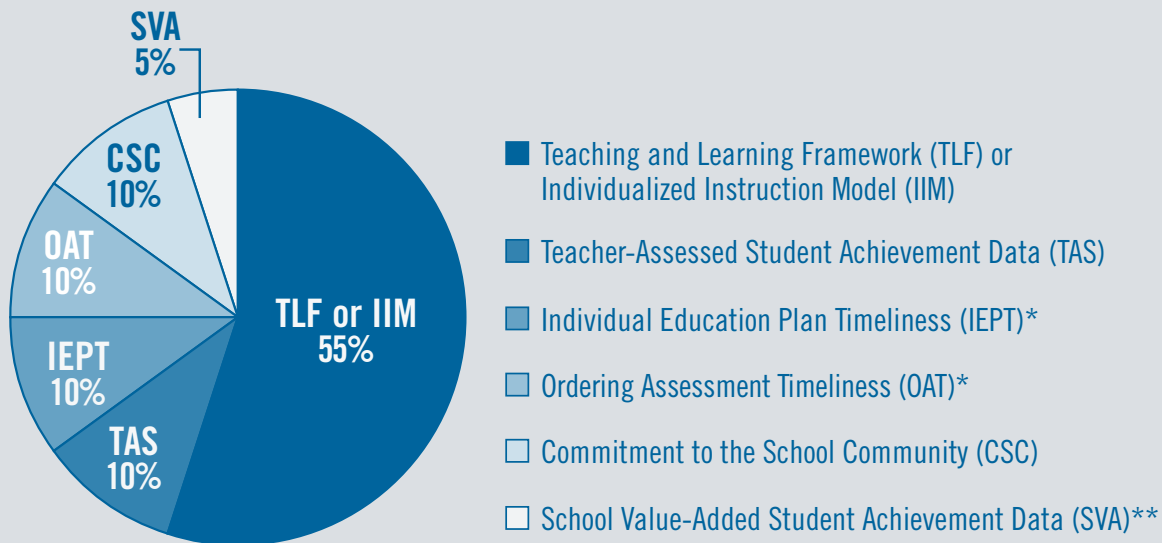 SVA
5%
CSC
10%
OAT
10%
IEPT
10%
TAS
10%
TLF or IIM
55%
Teaching and Learning Framework (TLF) or
Individualized Instruction Model (IIM)
Teacher-Assessed Student Achievement Data (TAS)
Individual Education Plan Timeliness (IEPT)*
Ordering Assessment Timeliness (OAT)*
Commitment to the School Community (CSC)
School Value-Added Student Achievement Data (SVA)**